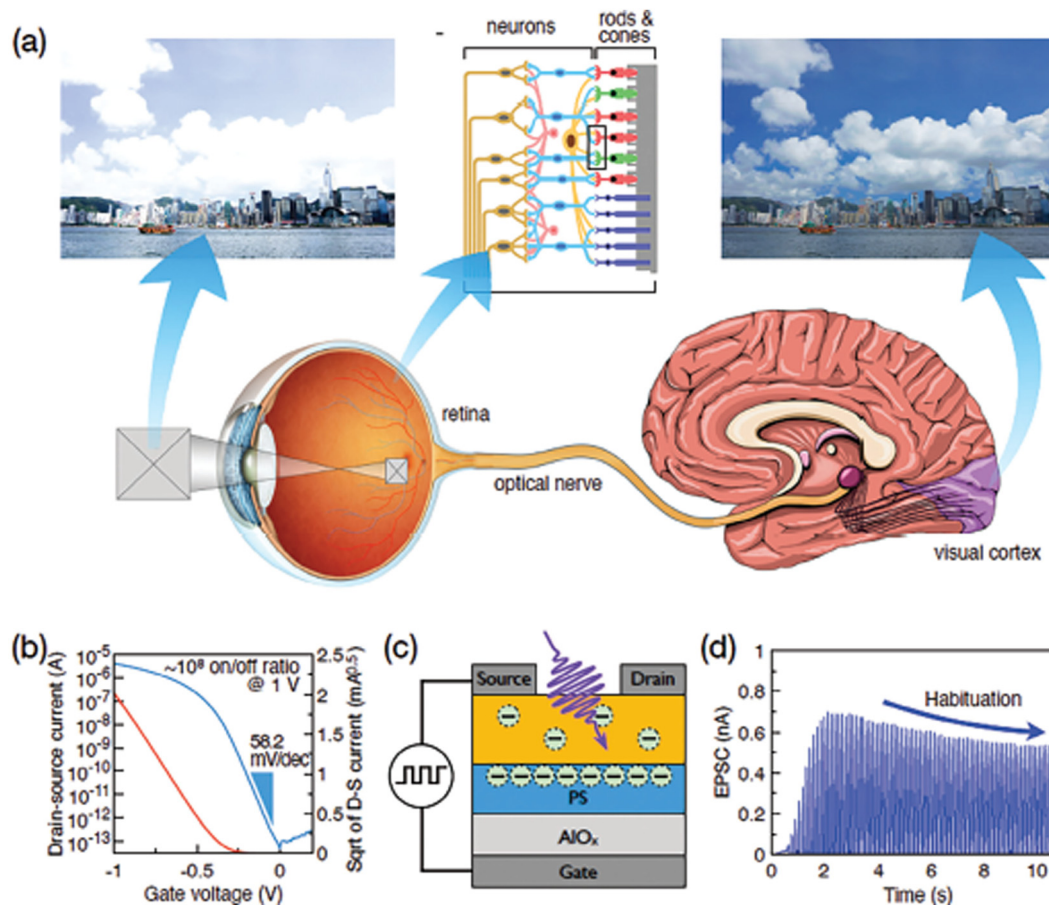 (a)
-
neurons
rods &
cones
retina
optical nerve
visual cortex
(b)
Drain-source current (A)
10-5
10-6
10-7
10-8
10-9
10-10
10-11
10-12
10-13
~10⁸ on/off ratio
@ 1 V
58.2
mV/dec
2.5
2
1.5
1
0.5
0
Sqrt of D-S current (mA^0.5)
-1
-0.5
0
Gate voltage (V)
(c)
Source
Drain
PS
AlOx
Gate
(d)
EPSC (nA)
1
0.8
0.6
0.4
0.2
0
Habituation
0
2
4
6
8
10
Time (s)